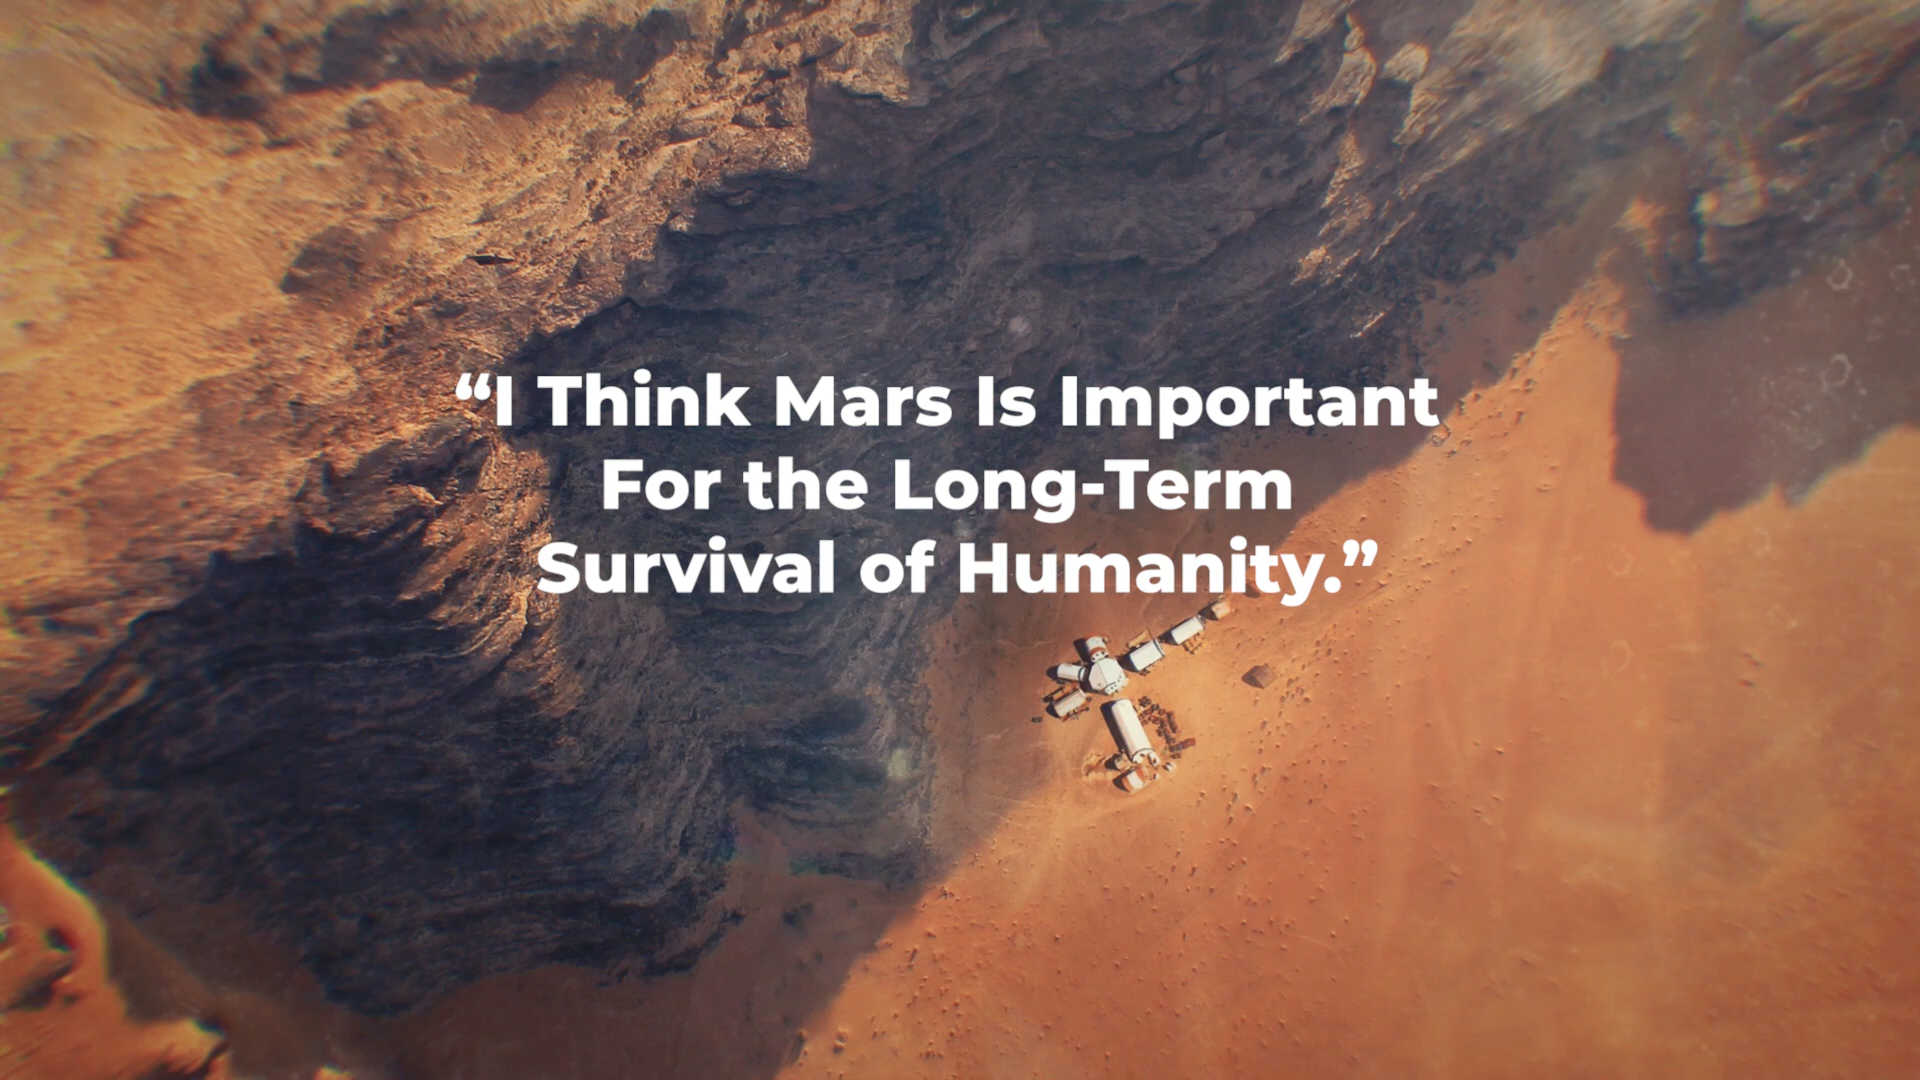 “I Think Mars Is Important
For the Long-Term
Survival of Humanity.”